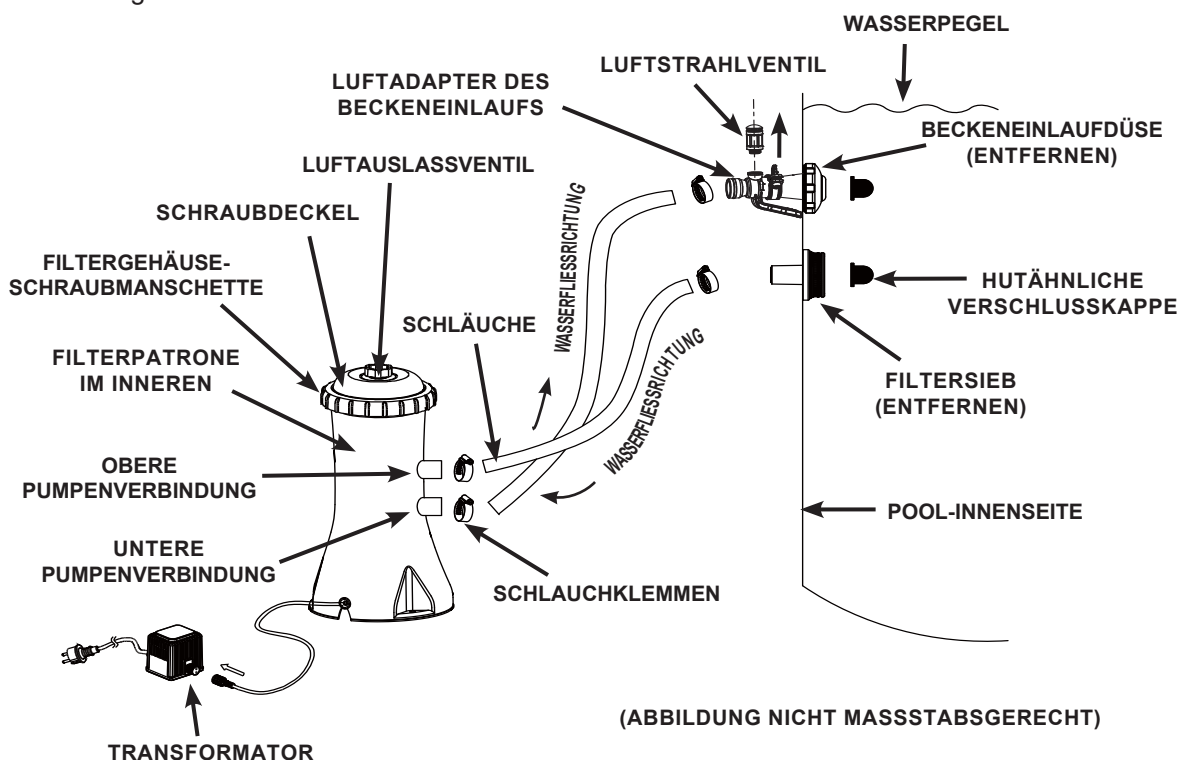 WASSERPEGEL
LUFTSTRAHLVENTIL
LUFTADAPTER DES
BECKENEINLAUFS
BECKENEINLAUFDÜSE
(ENTFERNEN)
LUFTAUSLASSVENTIL
SCHRAUBDECKEL
FILTERGEHÄUSE-
SCHRAUBMANSCHETTE
WASSERFLIESSRICHTUNG
HUTÄHNLICHE
VERSCHLUSSKAPPE
SCHLÄUCHE
WASSERFLIESSRICHTUNG
FILTERPATRONE
IM INNEREN
FILTERSIEB
(ENTFERNEN)
OBERE
PUMPENVERBINDUNG
POOL-INNENSEITE
UNTERE
PUMPENVERBINDUNG
SCHLAUCHKLEMMEN
(ABBILDUNG NICHT MASSSTABSGERECHT)
TRANSFORMATOR